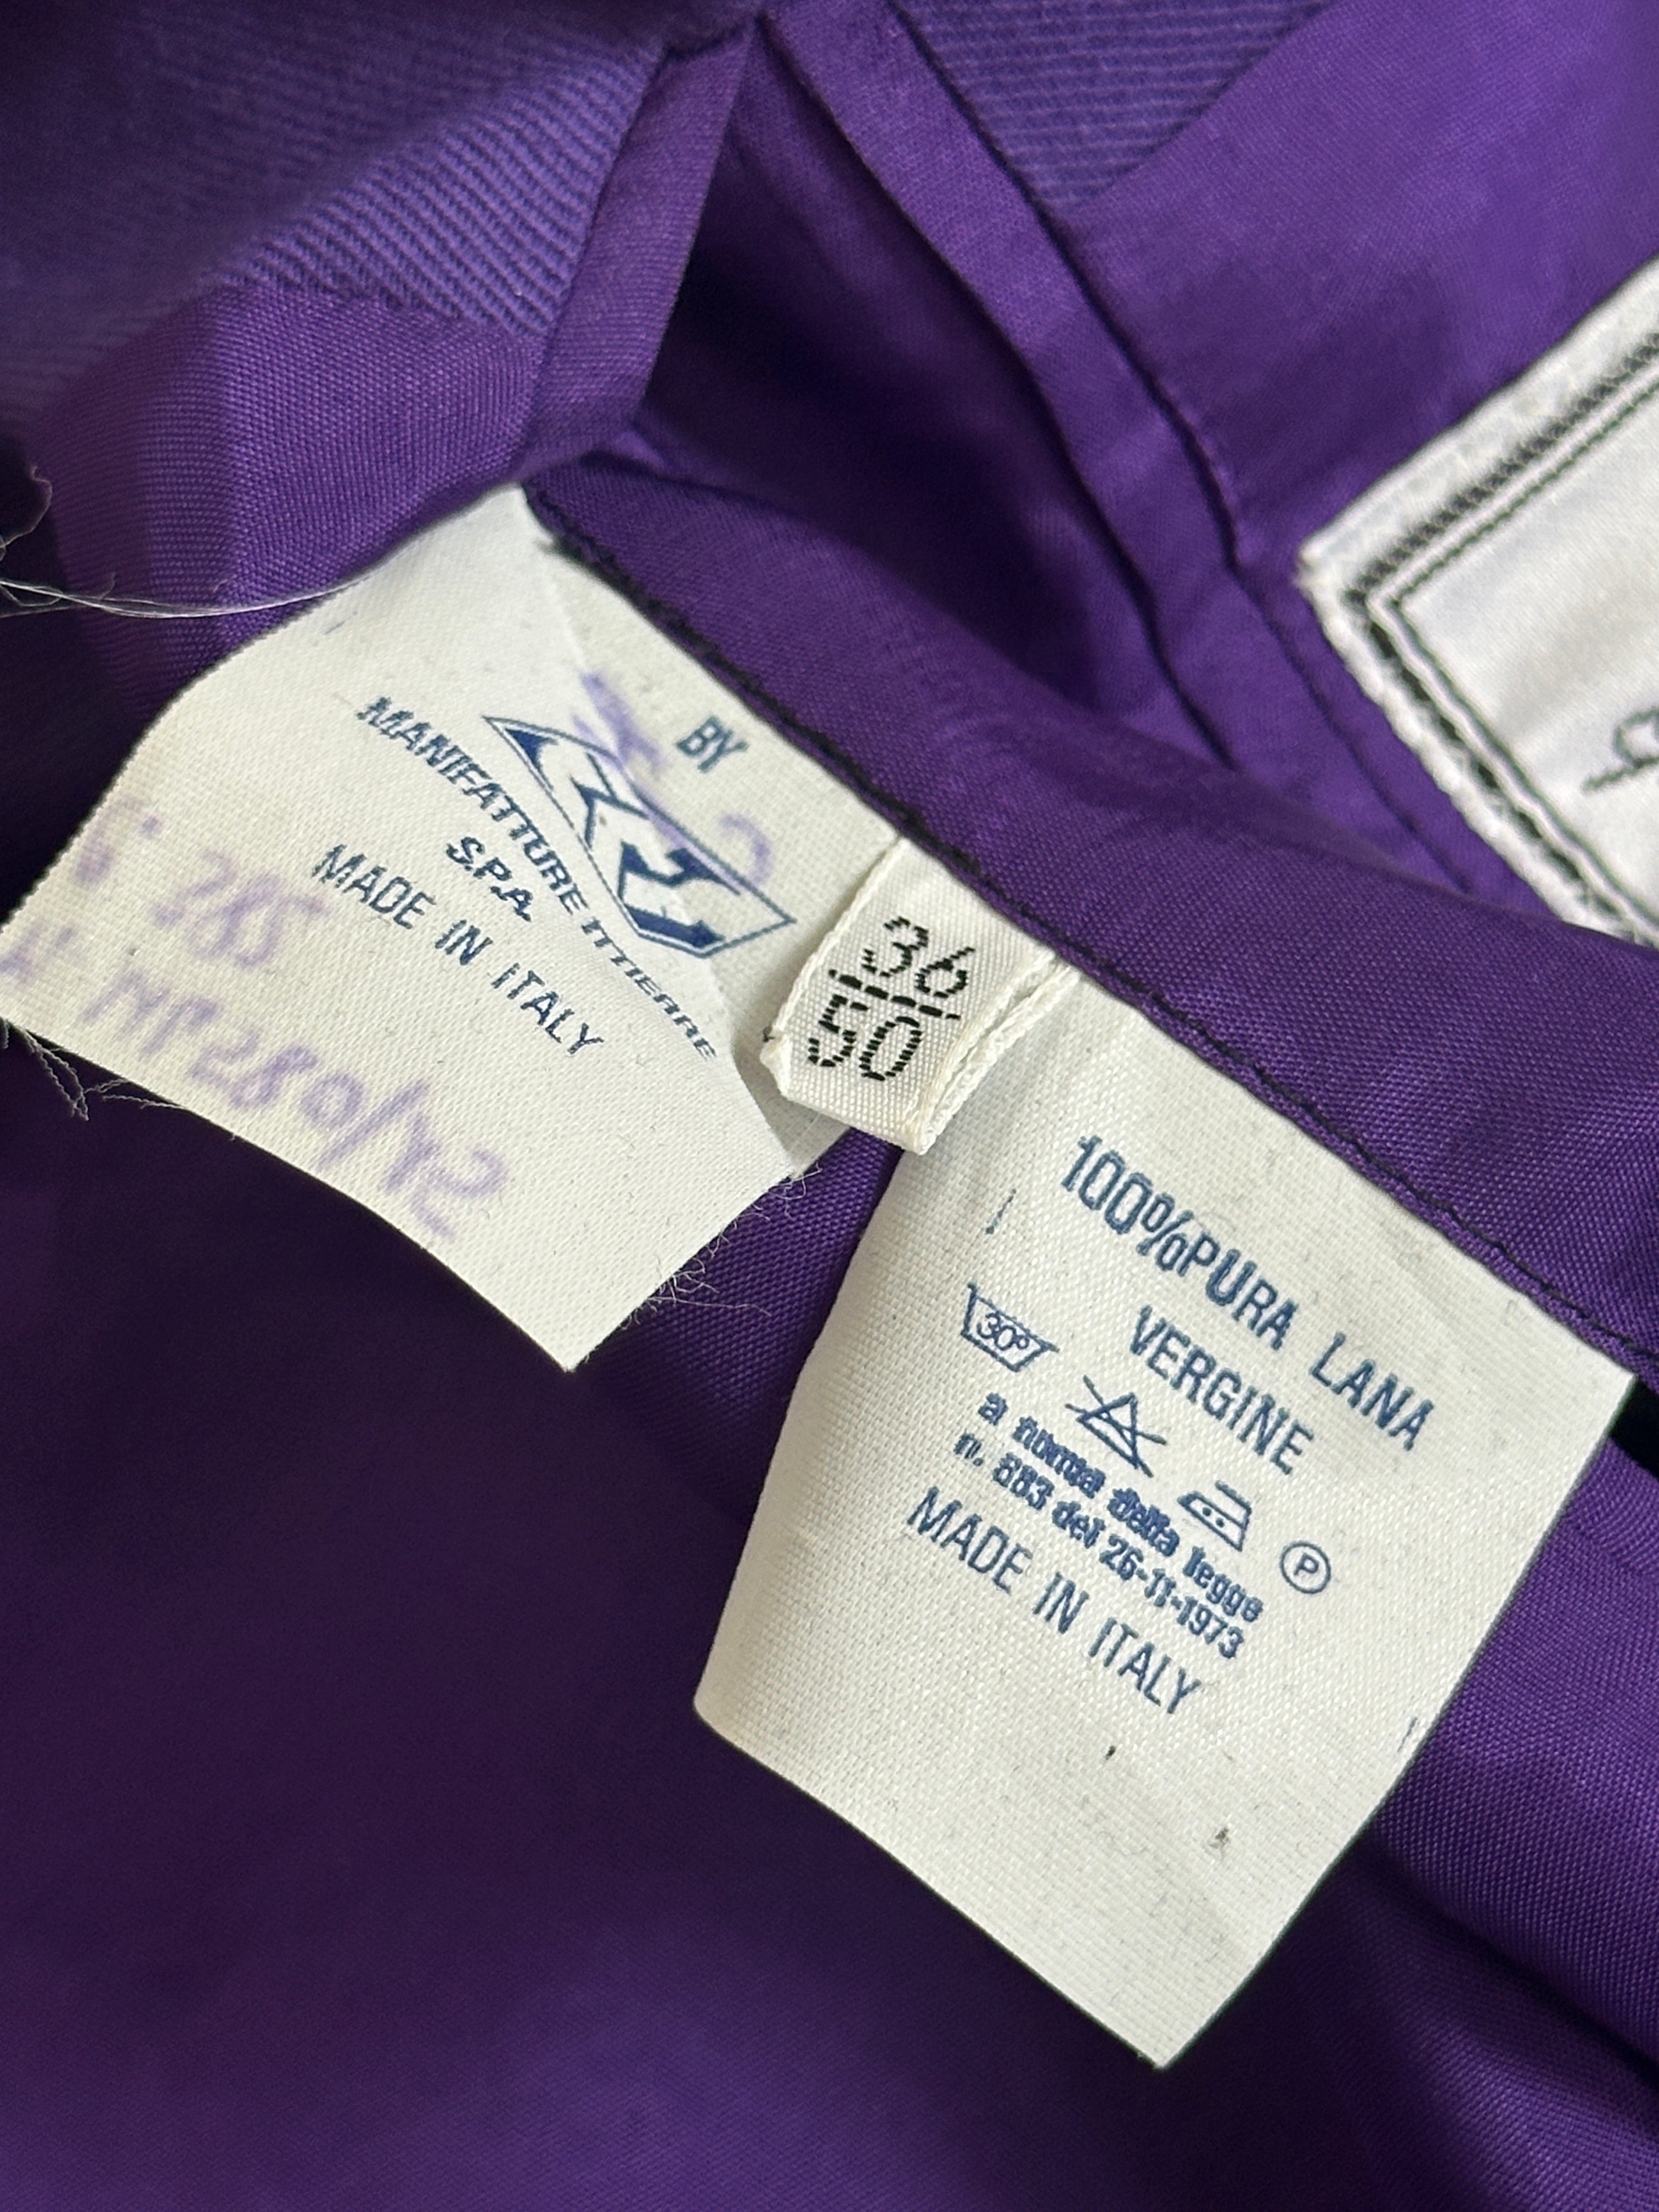 BY
MANIFATTURE ITTIERRE
S.P.A.
MADE IN ITALY
36
50
100%PURA LANA
VERGINE
30°
P
a norma della legge
n. 883 del 26-11-1973
MADE IN ITALY